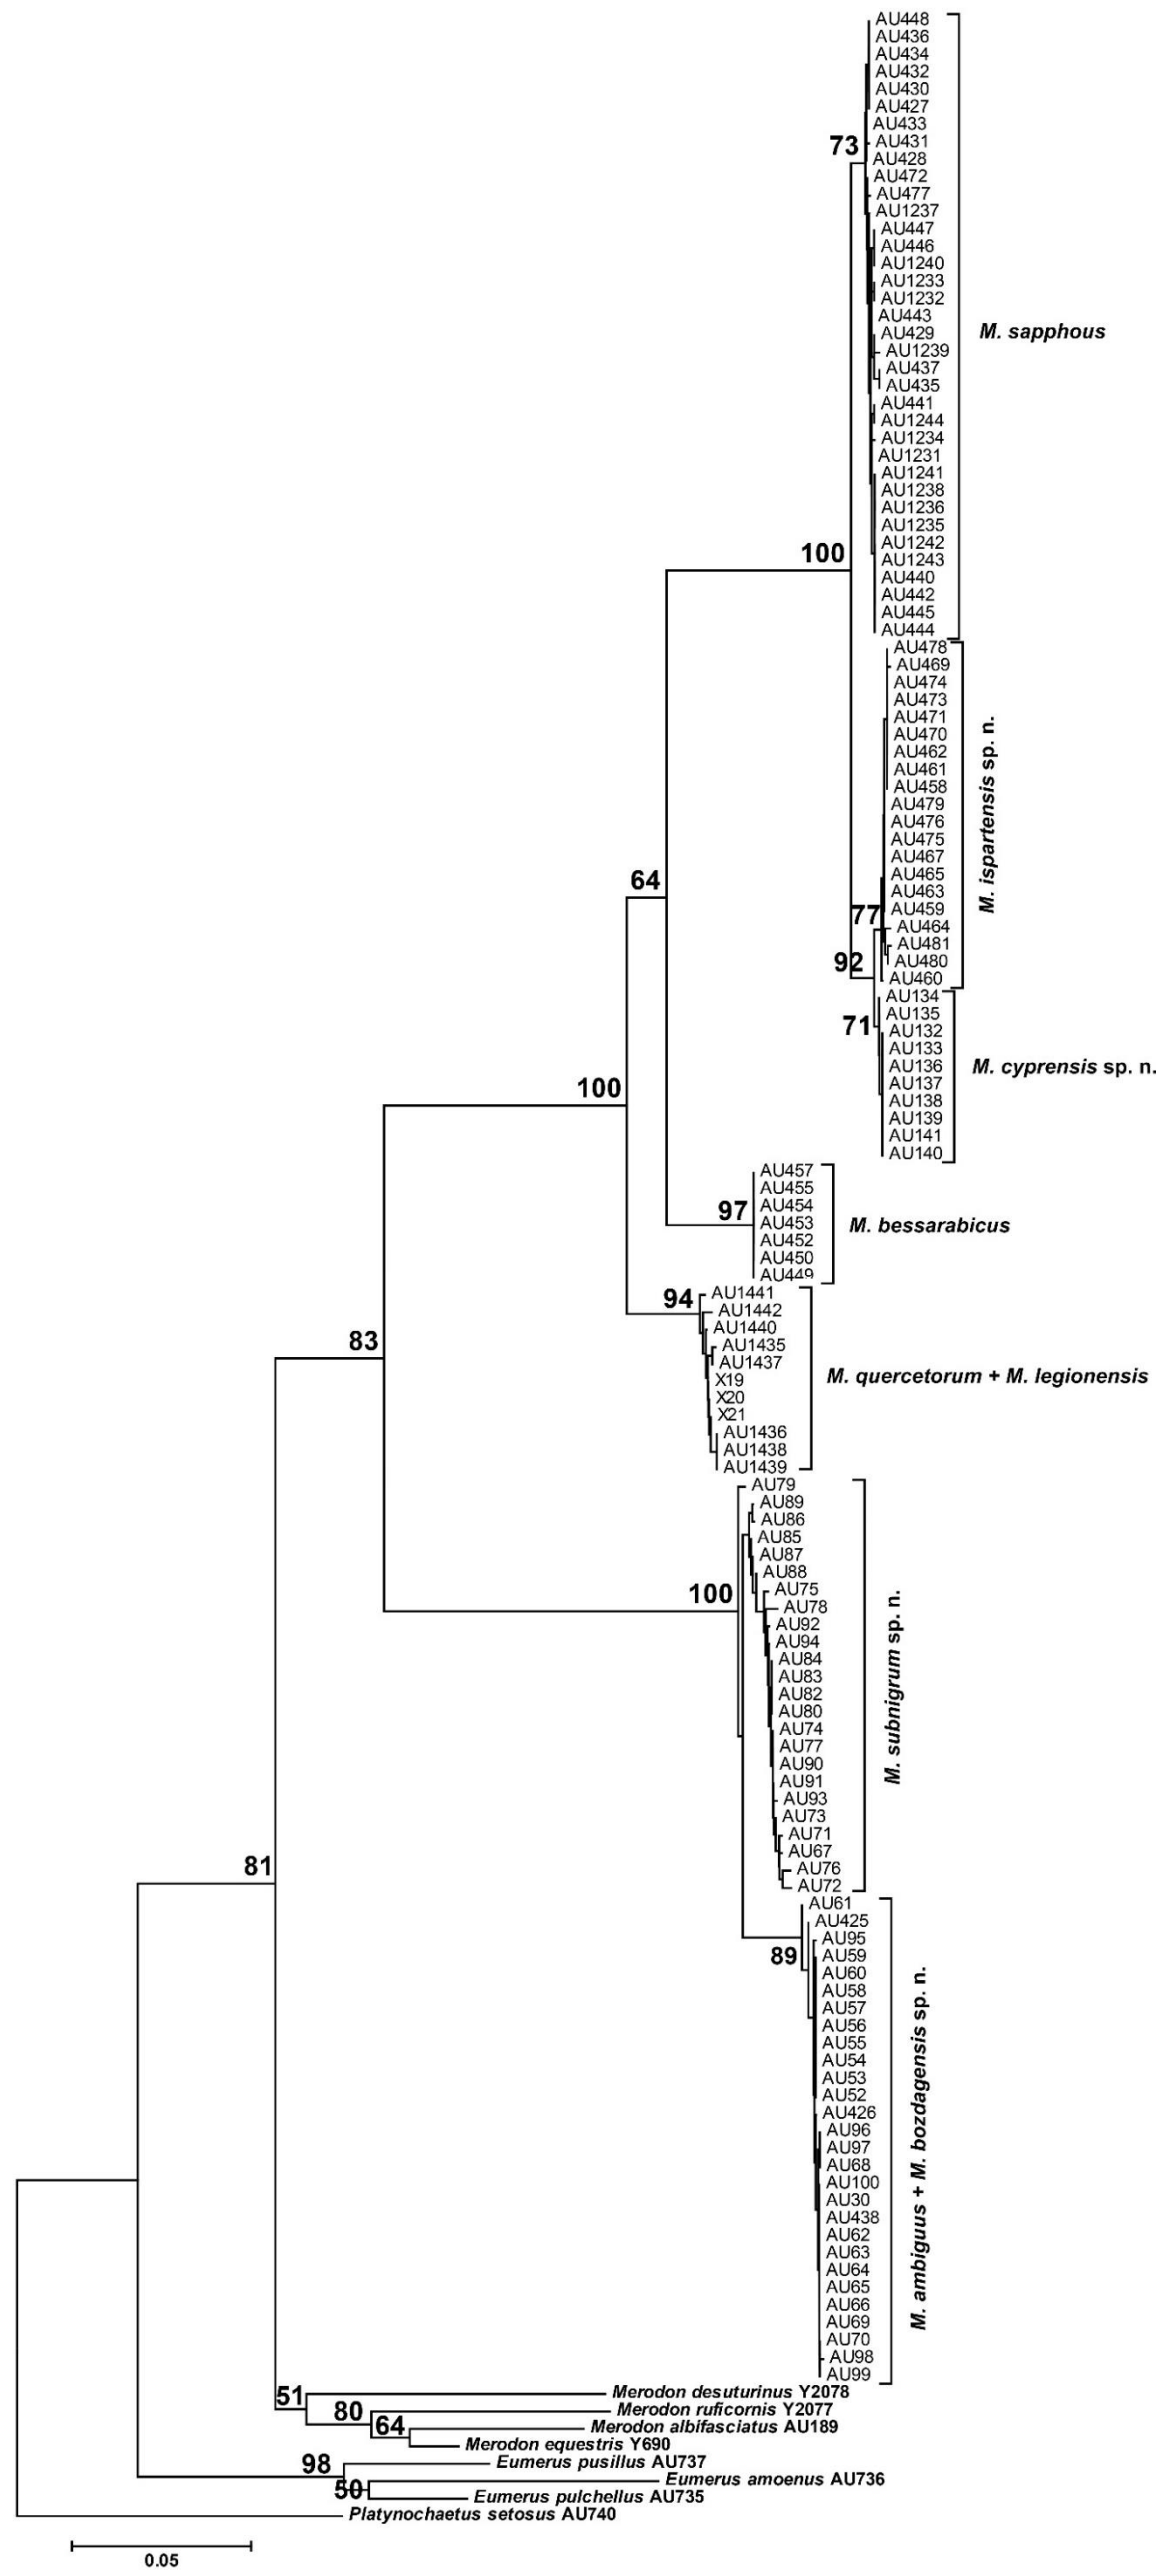 AU448
AU436
AU434
AU432
AU430
AU427
AU433
AU431
73
AU428
AU472
AU477
AU1237
AU447
AU446
AU1240
AU1233
AU1232
AU443
AU429
M. sapphous
AU1239
AU437
AU435
AU441
AU1244
AU1234
AU1231
AU1241
AU1238
AU1236
AU1235
AU1242
100
AU1243
AU440
AU442
AU445
AU444
AU478
AU469
AU474
AU473
AU471
AU470
AU462
AU461
AU458
AU479
M. ispartensis sp. n.
AU476
AU475
AU467
AU465
64
AU463
AU459
77
AU464
AU481
AU480
92
AU460
AU134
AU135
71
AU132
AU133
AU136
M. cyprensis sp. n.
AU137
100
AU138
AU139
AU141
AU140
AU457
AU455
AU454
97
AU453
M. bessarabicus
AU452
AU450
AU449
AU1441
94
AU1442
AU1440
83
AU1435
AU1437
M. quercetorum + M. legionensis
X19
X20
X21
AU1436
AU1438
AU1439
AU79
AU89
AU86
AU85
AU87
AU88
AU75
100
AU78
AU92
AU94
AU84
AU83
M. subnigrum sp. n.
AU82
AU80
AU74
AU77
AU90
AU91
AU93
AU73
AU71
AU67
81
AU76
AU72
AU61
AU425
AU95
89
AU59
AU60
AU58
AU57
AU56
AU55
AU54
AU53
AU52
AU426
AU96
M. ambiguus + M. bozdagensis sp. n.
AU97
AU68
AU100
AU30
AU438
AU62
AU63
AU64
AU65
AU66
AU69
AU70
AU98
AU99
51
Merodon desuturinus Y2078
80
Merodon ruficornis Y2077
64
Merodon albifasciatus AU189
Merodon equestris Y690
98
Eumerus pusillus AU737
Eumerus amoenus AU736
50
Eumerus pulchellus AU735
Platynochaetus setosus AU740
0.05